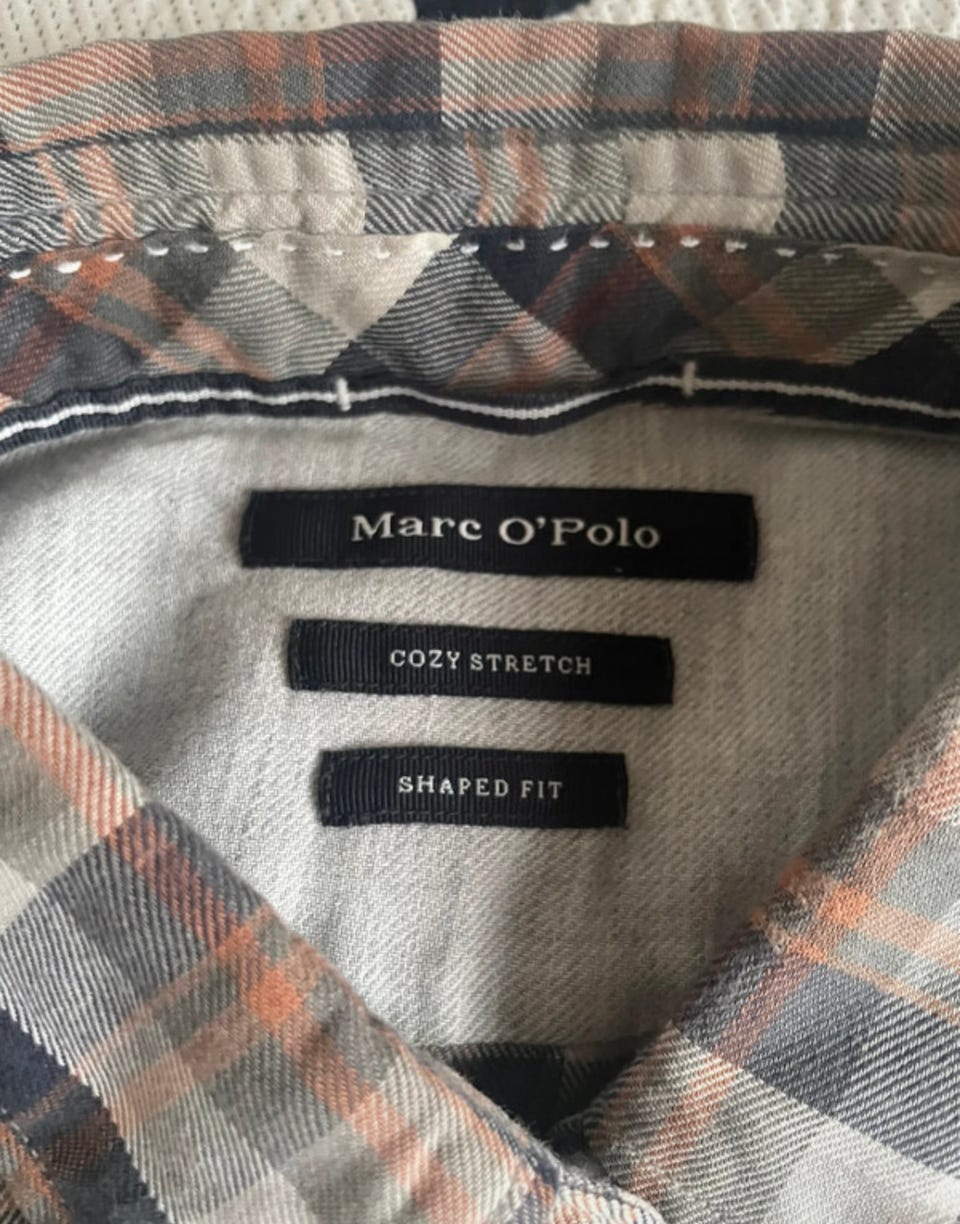 Marc O'Polo
COZY STRETCH
SHAPED FIT